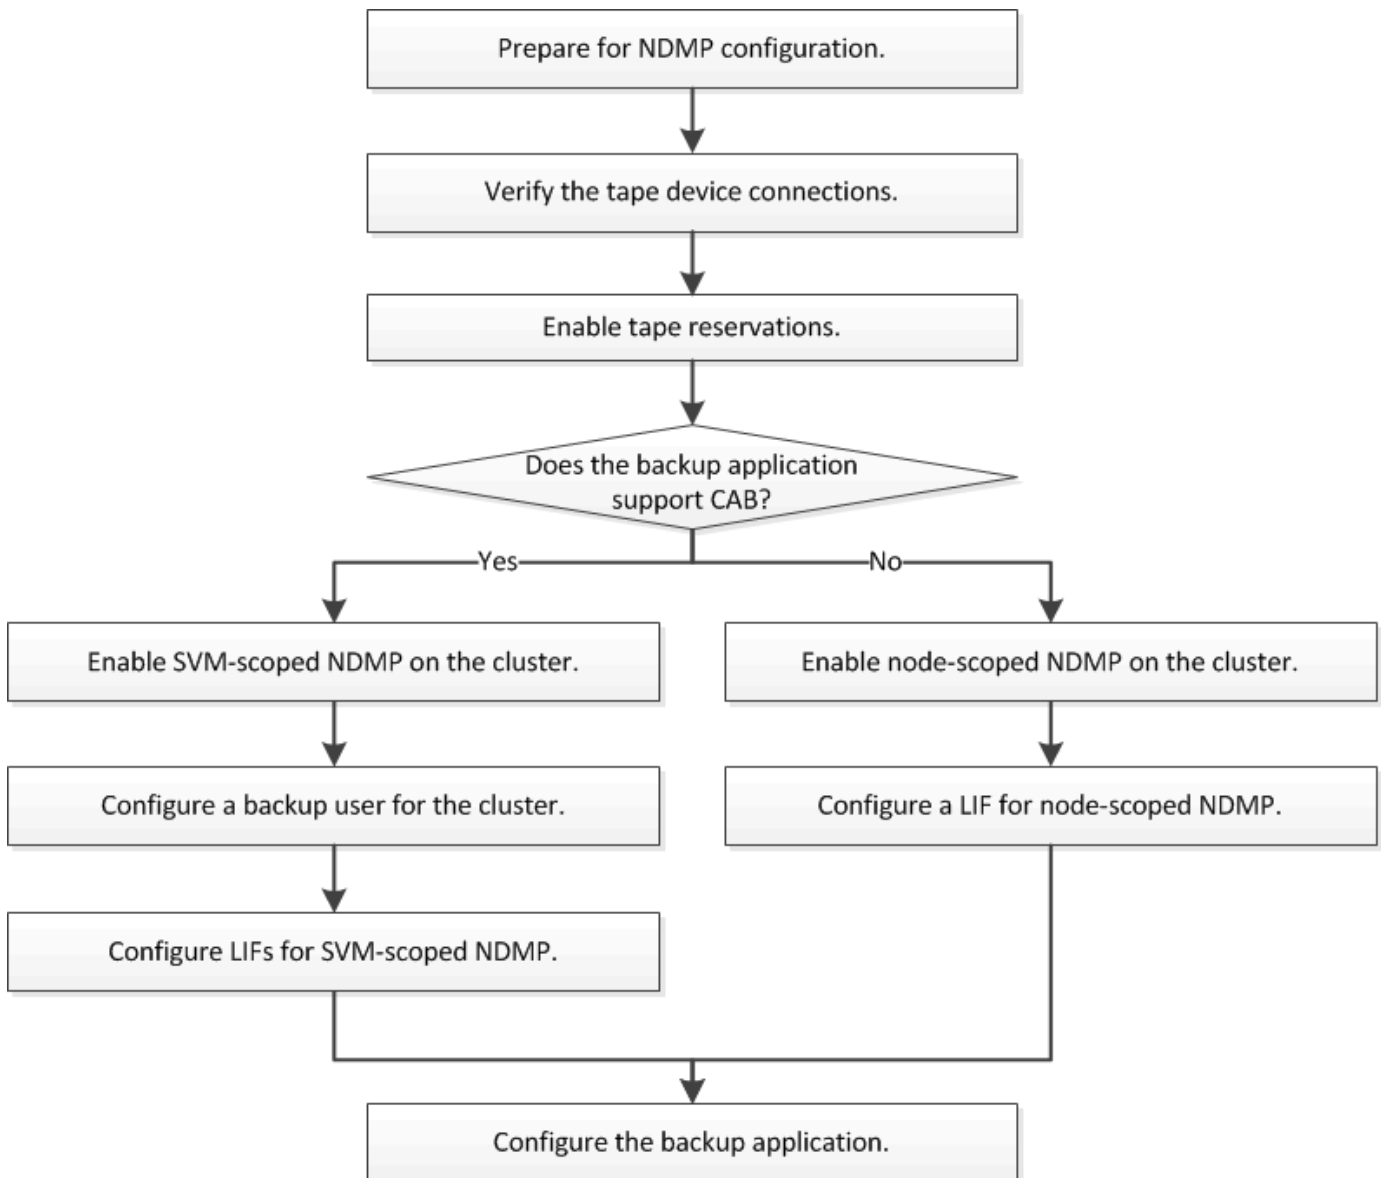 Prepare for NDMP configuration.
Verify the tape device connections.
Enable tape reservations.
Does the backup application
support CAB?
Yes
No
Enable SVM-scoped NDMP on the cluster.
Enable node-scoped NDMP on the cluster.
Configure a backup user for the cluster.
Configure a LIF for node-scoped NDMP.
Configure LIFs for SVM-scoped NDMP.
Configure the backup application.